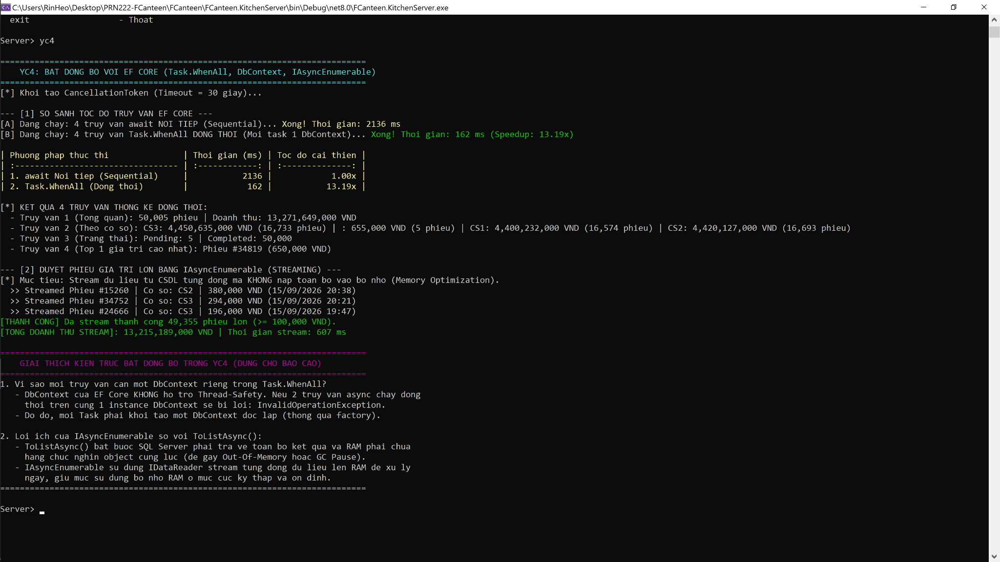 C:\Users\RinHeo\Desktop\PRN222-FCanteen\FCanteen\FCanteen.KitchenServer\bin\Debug\net8.0\FCanteen.KitchenServer.exe
  exit                  - Thoat
Server> yc4
==========================================================================
    YC4: BAT DONG BO VOI EF CORE (Task.WhenAll, DbContext, IAsyncEnumerable)
==========================================================================
[*] Khoi tao CancellationToken (Timeout = 30 giay)...
--- [1] SO SANH TOC DO TRUY VAN EF CORE ---
[A] Dang chay: 4 truy van await NOI TIEP (Sequential)... Xong! Thoi gian: 2136 ms
[B] Dang chay: 4 truy van Task.WhenAll DONG THOI (Moi task 1 DbContext)... Xong! Thoi gian: 162 ms (Speedup: 13.19x)
| Phuong phap thuc thi               | Thoi gian (ms) | Toc do cai thien |
| :--------------------------------- | :------------: | :--------------: |
| 1. await Noi tiep (Sequential)     |           2136 |            1.00x |
| 2. Task.WhenAll (Dong thoi)        |            162 |           13.19x |
[*] KET QUA 4 TRUY VAN THONG KE DONG THOI:
  - Truy van 1 (Tong quan): 50,005 phieu | Doanh thu: 13,271,649,000 VND
  - Truy van 2 (Theo co so): CS3: 4,450,635,000 VND (16,733 phieu) | : 655,000 VND (5 phieu) | CS1: 4,400,232,000 VND (16,574 phieu) | CS2: 4,420,127,000 VND (16,693 phieu)
  - Truy van 3 (Trang thai): Pending: 5 | Completed: 50,000
  - Truy van 4 (Top 1 gia tri cao nhat): Phieu #34819 (650,000 VND)
--- [2] DUYET PHIEU GIA TRI LON BANG IAsyncEnumerable (STREAMING) ---
[*] Muc tieu: Stream du lieu tu CSDL tung dong ma KHONG nap toan bo vao bo nho (Memory Optimization).
  >> Streamed Phieu #15260 | Co so: CS2 | 380,000 VND (15/09/2026 20:38)
  >> Streamed Phieu #34752 | Co so: CS3 | 294,000 VND (15/09/2026 20:21)
  >> Streamed Phieu #24666 | Co so: CS3 | 196,000 VND (15/09/2026 19:47)
[THANH CONG] Da stream thanh cong 49,355 phieu lon (>= 100,000 VND).
[TONG DOANH THU STREAM]: 13,215,189,000 VND | Thoi gian stream: 607 ms
==========================================================================
    GIAI THICH KIEN TRUC BAT DONG BO TRONG YC4 (DUNG CHO BAO CAO)
==========================================================================
1. Vi sao moi truy van can mot DbContext rieng trong Task.WhenAll?
   - DbContext cua EF Core KHONG ho tro Thread-Safety. Neu 2 truy van async chay dong
     thoi tren cung 1 instance DbContext se bi loi: InvalidOperationException.
   - Do do, moi Task phai khoi tao mot DbContext doc lap (thong qua factory).
2. Loi ich cua IAsyncEnumerable so voi ToListAsync():
   - ToListAsync() bat buoc SQL Server phai tra ve toan bo ket qua va RAM phai chua
     hang chuc nghin object cung luc (de gay Out-Of-Memory hoac GC Pause).
   - IAsyncEnumerable su dung IDataReader stream tung dong du lieu len RAM de xu ly
     ngay, giu muc su dung bo nho RAM o muc cuc ky thap va on dinh.
==========================================================================
Server>